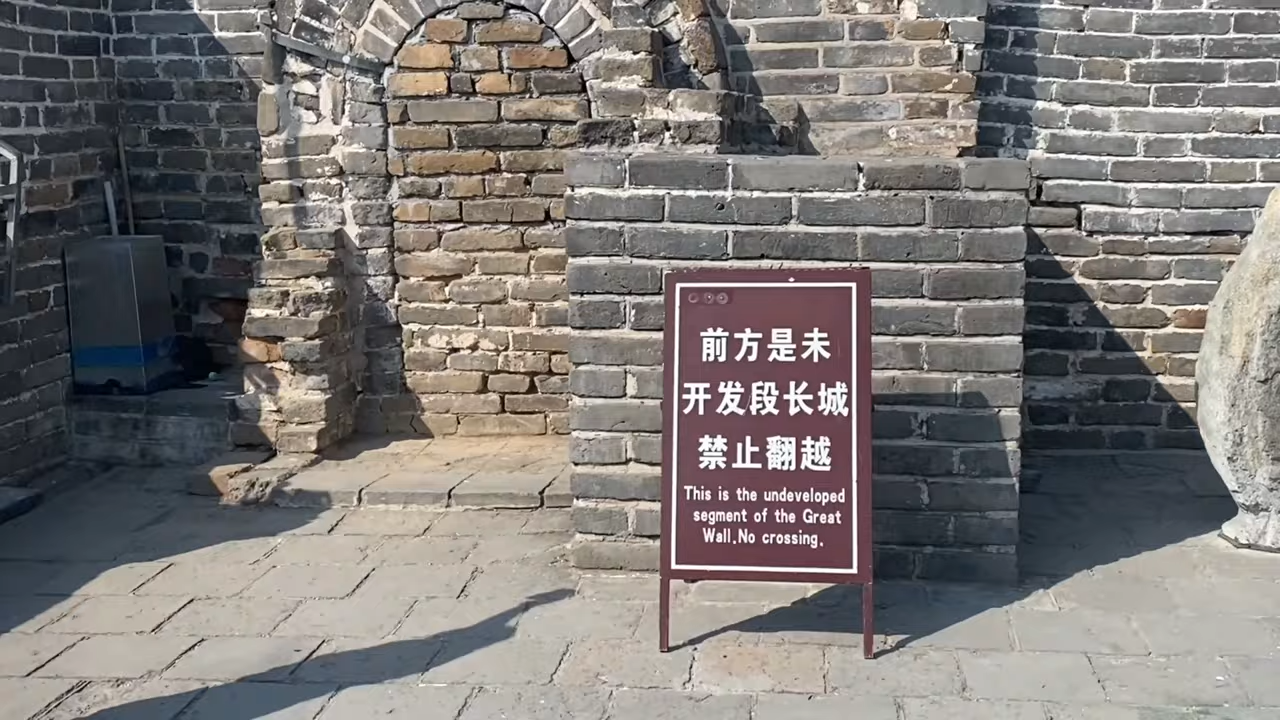 前方是未
开发段长城
禁止翻越
This is the undeveloped
segment of the Great
Wall.No crossing.